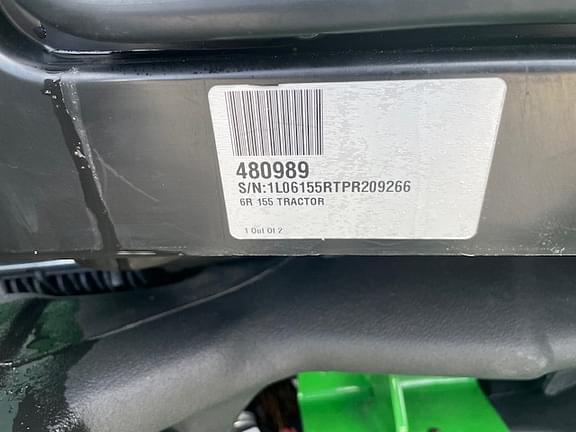 480989
S/N:1L06155RTPR209266
6R 155 TRACTOR
1 Out Of 2